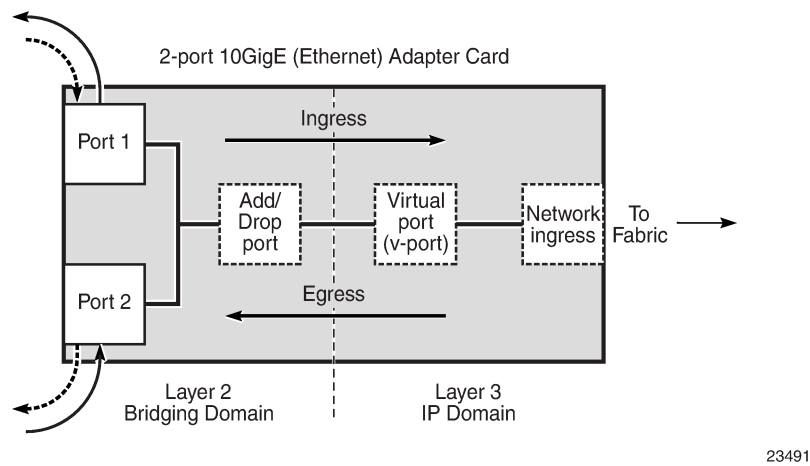 2-port 10GigE (Ethernet) Adapter Card
Ingress
Port 1
Add/
Drop
port
Virtual
port
(v-port)
Network
ingress
To
Fabric
Port 2
Egress
Layer 2
Bridging Domain
Layer 3
IP Domain
23491